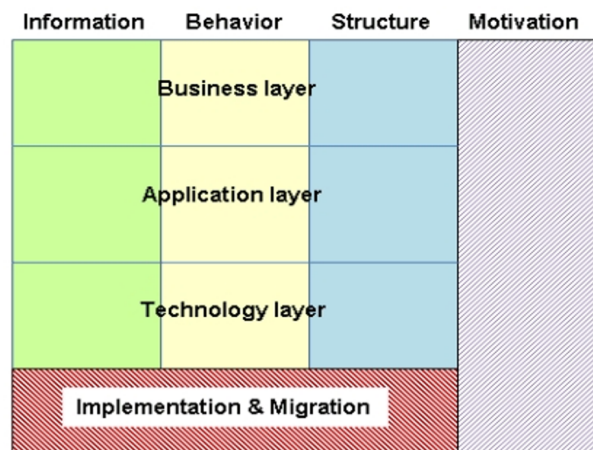 Information Behavior Structure Motivation
Business layer
Application layer
Technology layer
Implementation & Migration